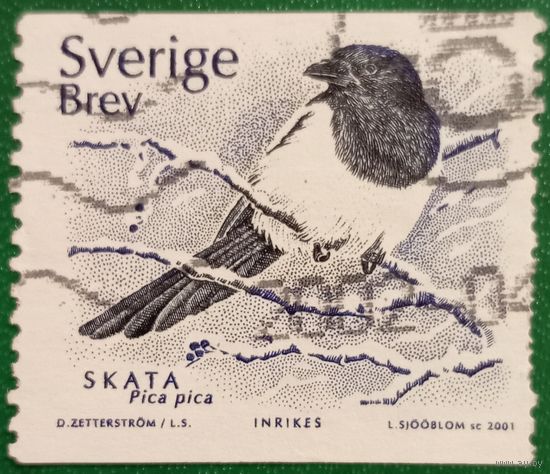 Sverige
Brev
SKATA
Pica pica
D.ZETTERSTRÖM / L.S. INRIKES L.SJÖÖBLOM sc 2001